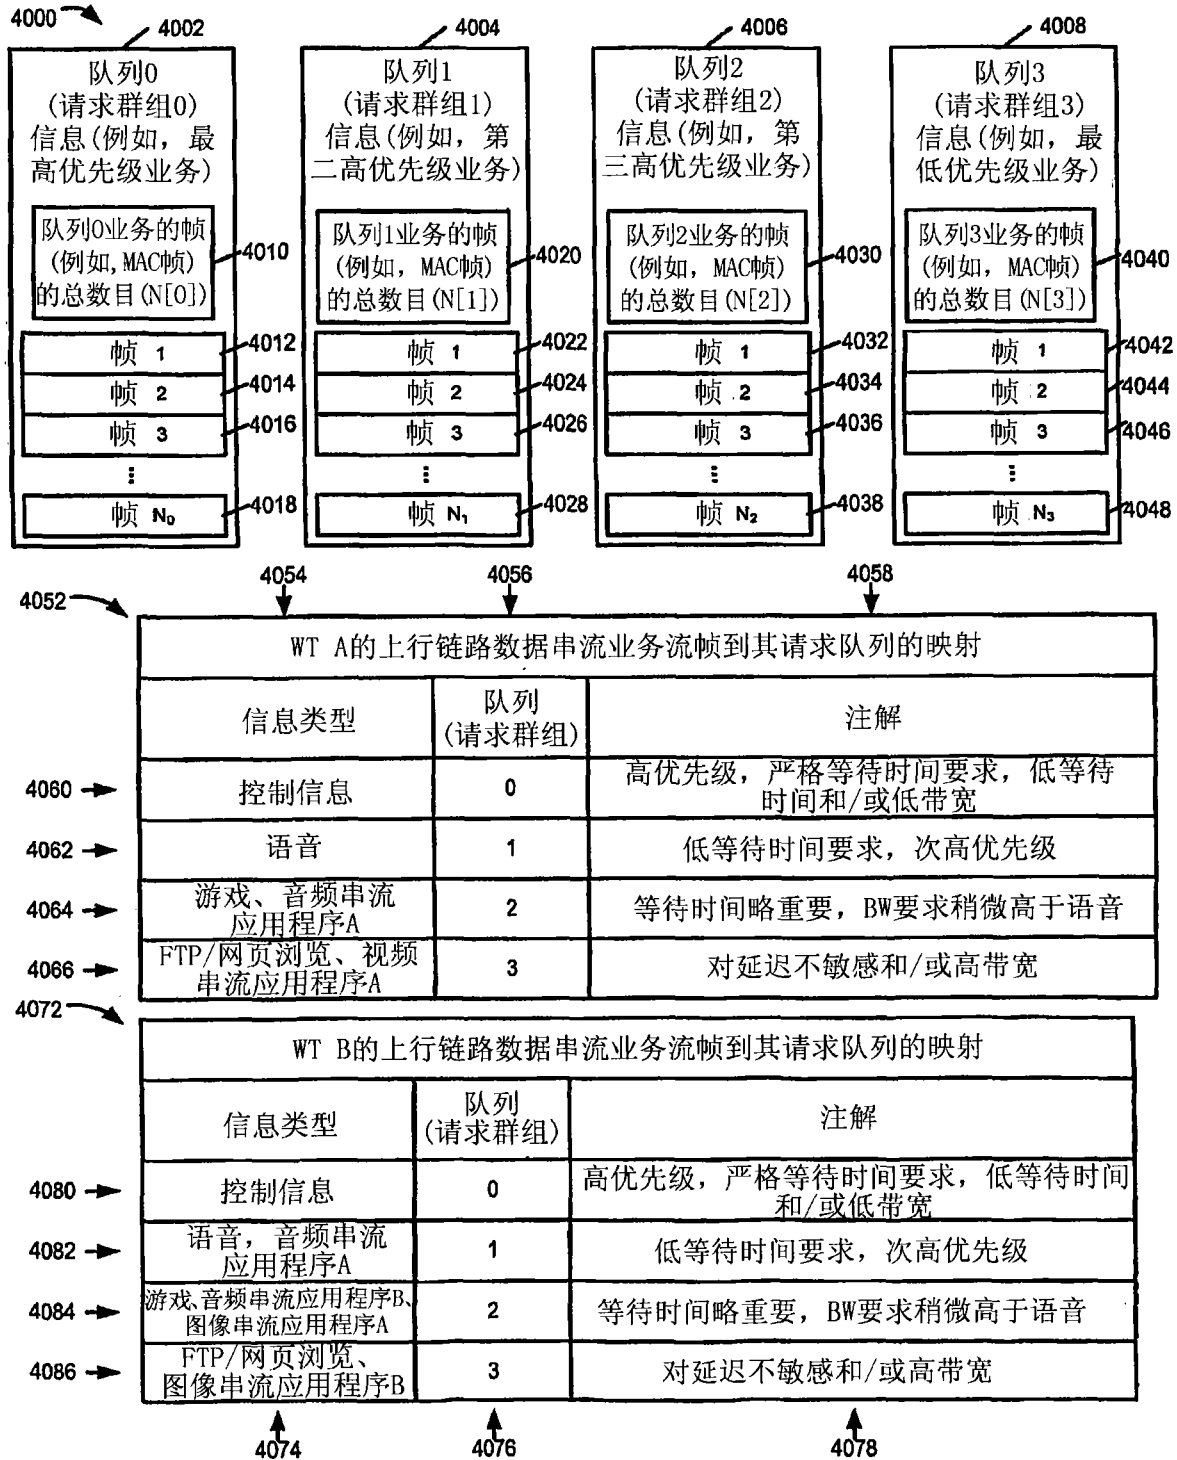 4000
4002
队列0
(请求群组0)
信息(例如，最
高优先级业务)
队列0业务的帧
(例如,MAC帧)
的总数目(N[0])
4010
帧 1
4012
帧 2
4014
帧 3
4016
⋮
帧 N0
4018
4004
队列1
(请求群组1)
信息(例如，第
二高优先级业务)
队列1业务的帧
(例如，MAC帧)
的总数目(N[1])
4020
帧 1
4022
帧 2
4024
帧 3
4026
⋮
帧 N1
4028
4006
队列2
(请求群组2)
信息(例如，第
三高优先级业务)
队列2业务的帧
(例如，MAC帧)
的总数目(N[2])
4030
帧 1
4032
帧 2
4034
帧 3
4036
⋮
帧 N2
4038
4008
队列3
(请求群组3)
信息(例如，最
低优先级业务)
队列3业务的帧
(例如，MAC帧)
的总数目(N[3])
4040
帧 1
4042
帧 2
4044
帧 3
4046
⋮
帧 N3
4048
4052
4054
4056
4058
WT A的上行链路数据串流业务流帧到其请求队列的映射
信息类型
队列
(请求群组)
注解
4060
控制信息
0
高优先级，严格等待时间要求，低等待
时间和/或低带宽
4062
语音
1
低等待时间要求，次高优先级
4064
游戏、音频串流
应用程序A
2
等待时间略重要，BW要求稍微高于语音
4066
FTP/网页浏览、视频
串流应用程序A
3
对延迟不敏感和/或高带宽
4072
WT B的上行链路数据串流业务流帧到其请求队列的映射
信息类型
队列
(请求群组)
注解
4080
控制信息
0
高优先级，严格等待时间要求，低等待时间
和/或低带宽
4082
语音，音频串流
应用程序A
1
低等待时间要求，次高优先级
4084
游戏、音频串流应用程序B、
图像串流应用程序A
2
等待时间略重要，BW要求稍微高于语音
4086
FTP/网页浏览、
图像串流应用程序B
3
对延迟不敏感和/或高带宽
4074
4076
4078